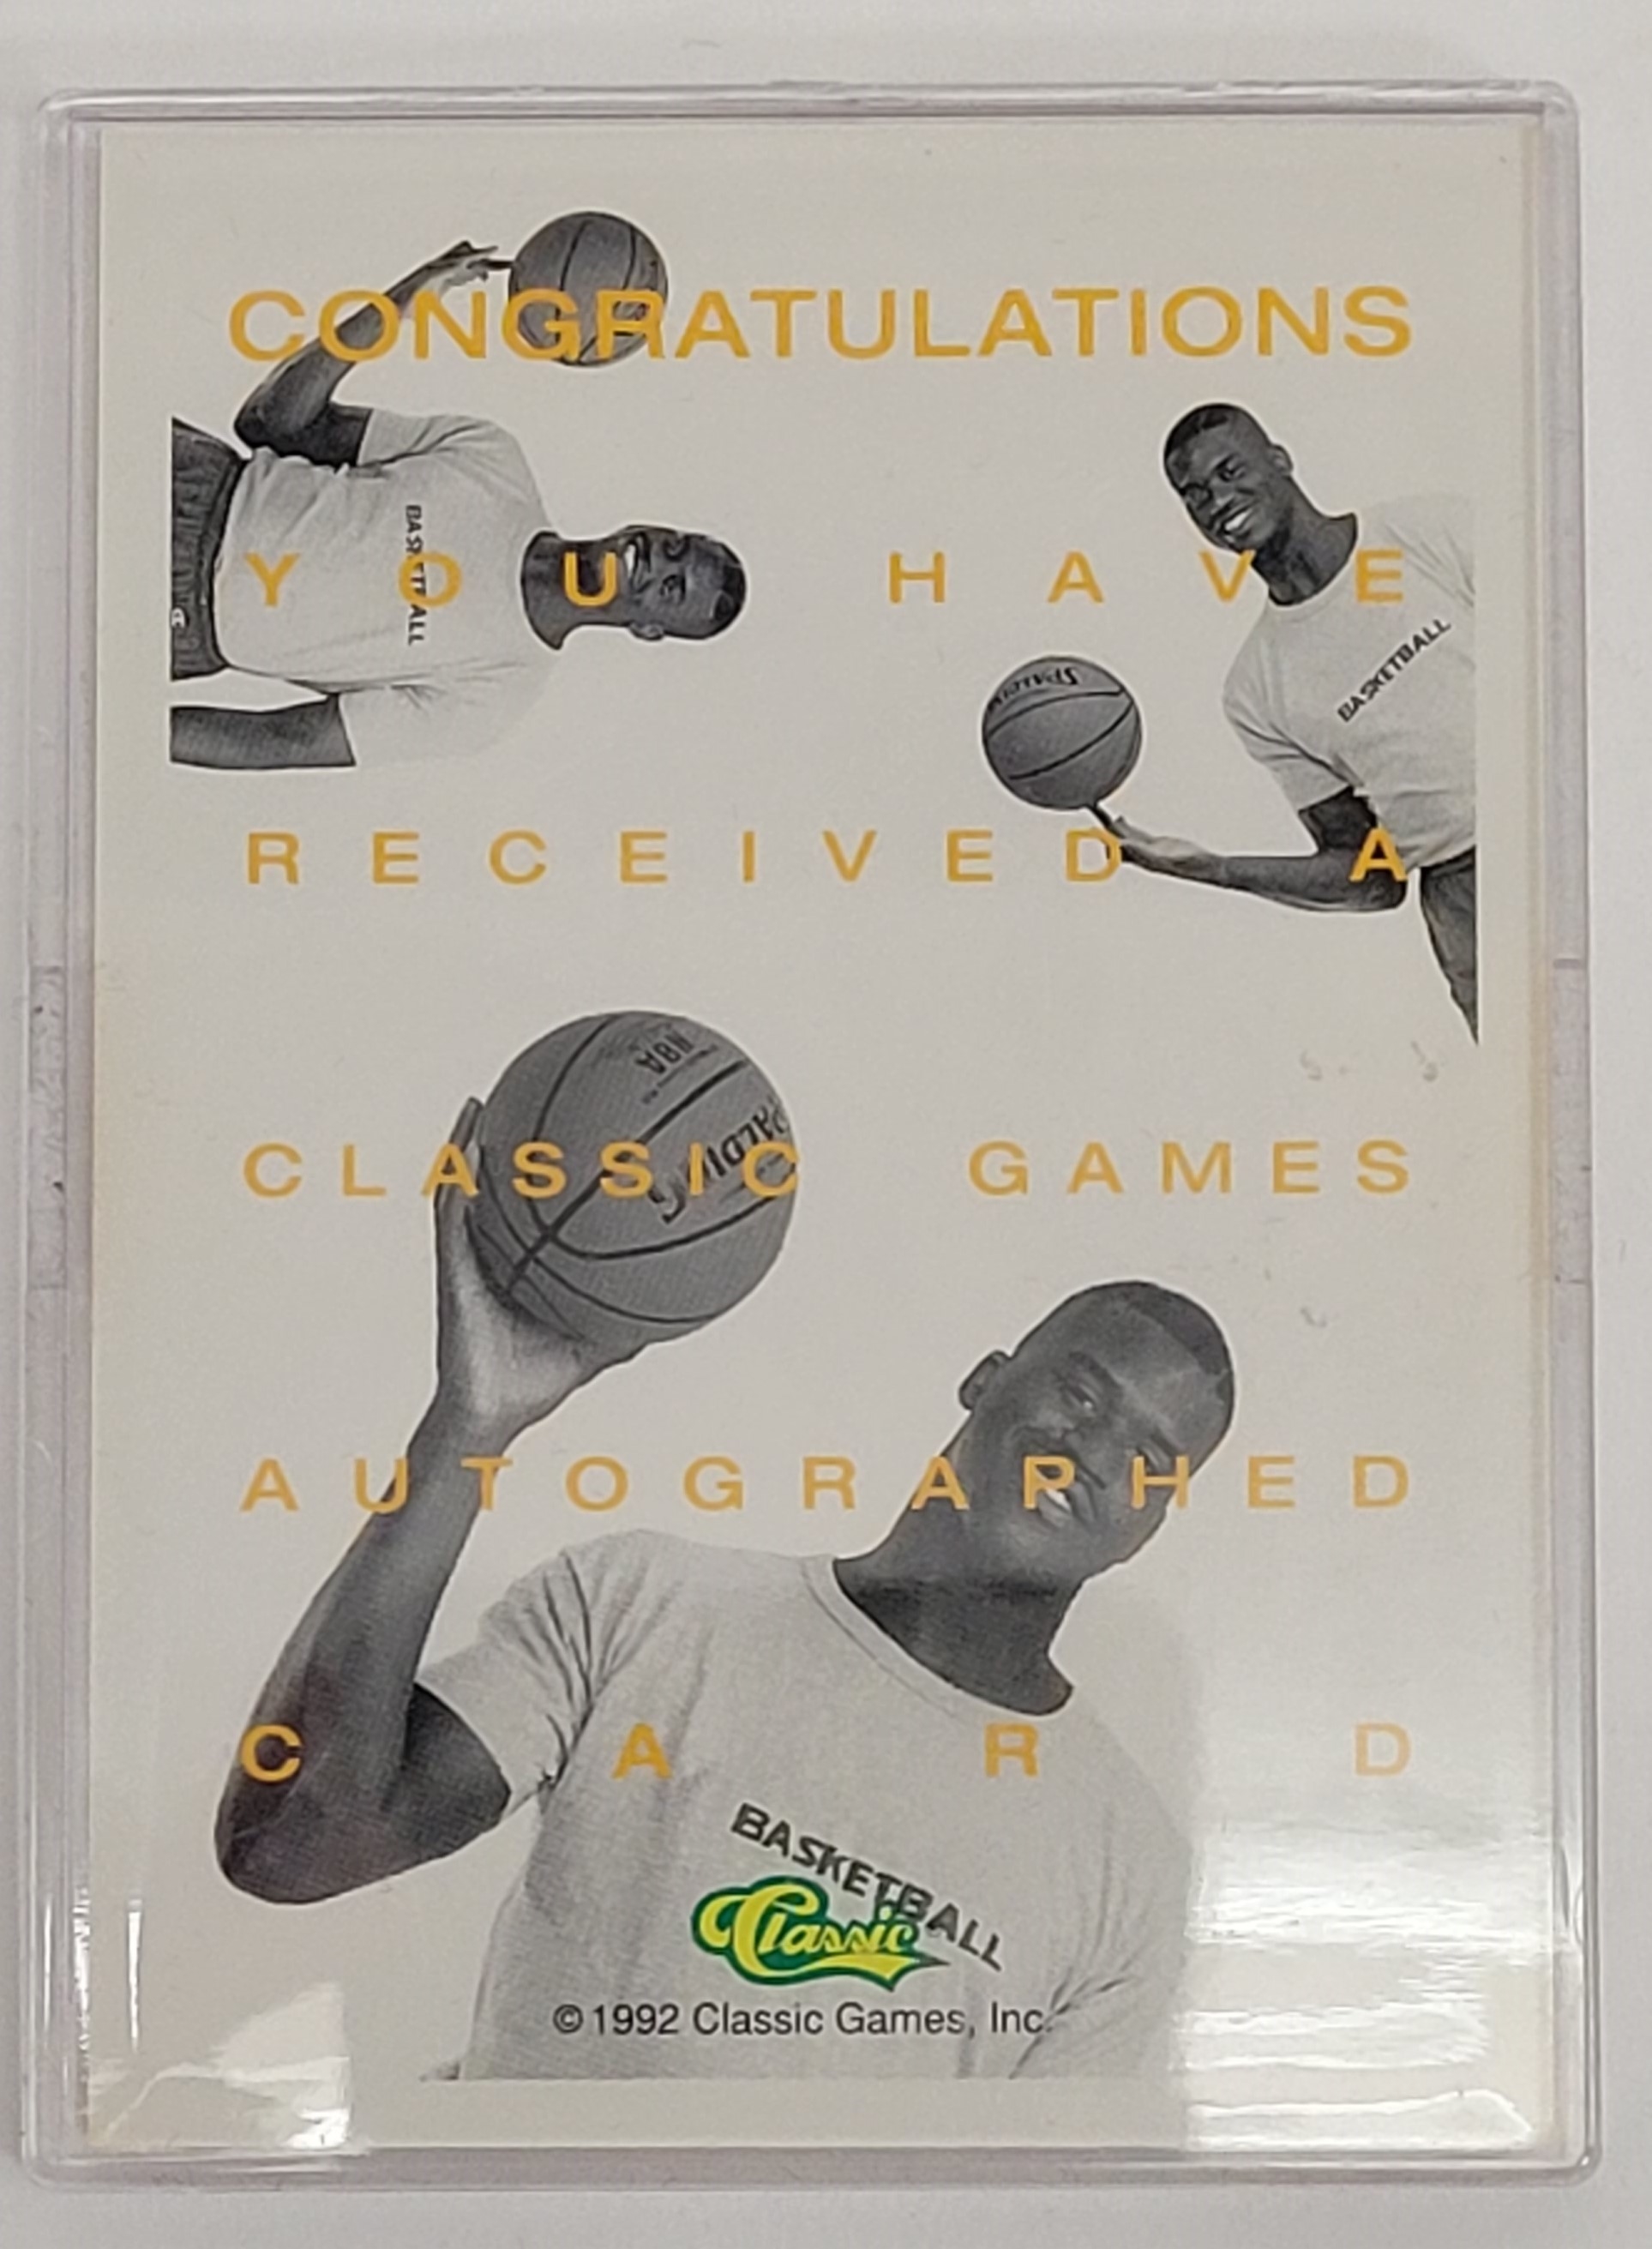 CONGRATULATIONS
YOU HAVE
BASKETBALL
BASKETBALL
SPALDING
RECEIVED A
NBA
SPALDING
CLASSIC GAMES
AUTOGRAPHED
CARD
BASKETBALL
Classic
© 1992 Classic Games, Inc.